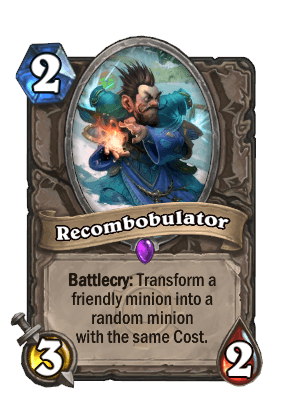 2
Recombobulator
Battlecry: Transform a
friendly minion into a
random minion
with the same Cost.
3
2